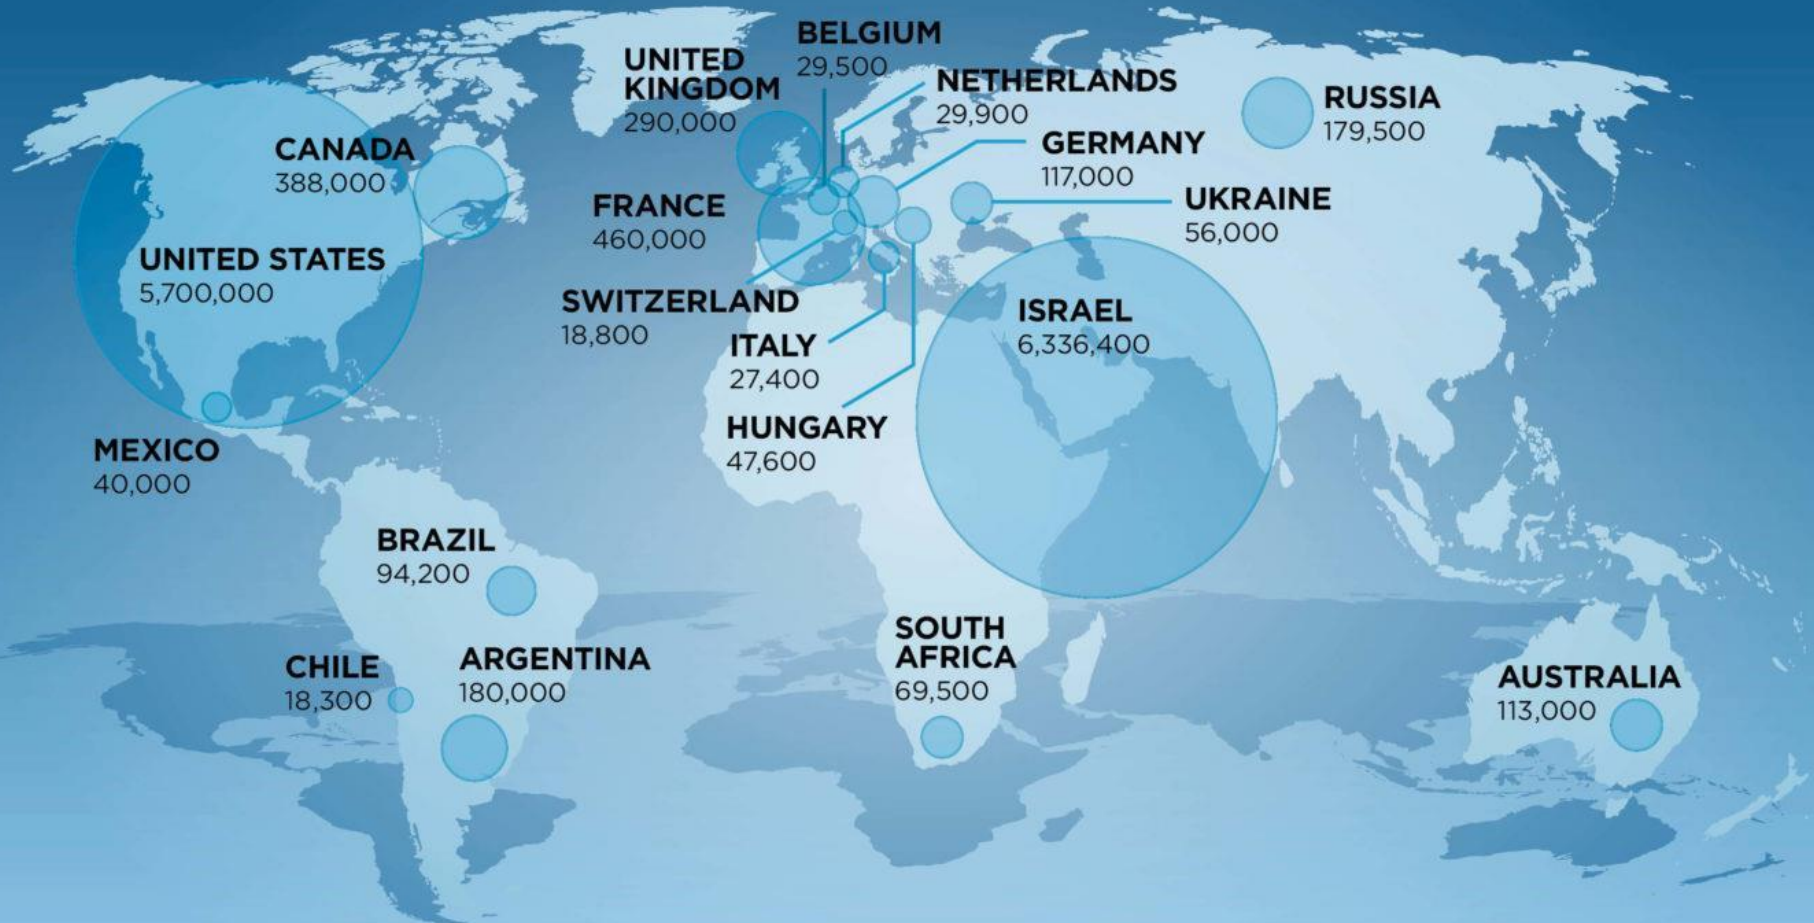 BELGIUM
29,500
UNITED
KINGDOM
290,000
NETHERLANDS
29,900
RUSSIA
179,500
CANADA
388,000
GERMANY
117,000
FRANCE
460,000
UKRAINE
56,000
UNITED STATES
5,700,000
SWITZERLAND
18,800
ISRAEL
6,336,400
ITALY
27,400
HUNGARY
47,600
MEXICO
40,000
BRAZIL
94,200
SOUTH
AFRICA
69,500
CHILE
18,300
ARGENTINA
180,000
AUSTRALIA
113,000